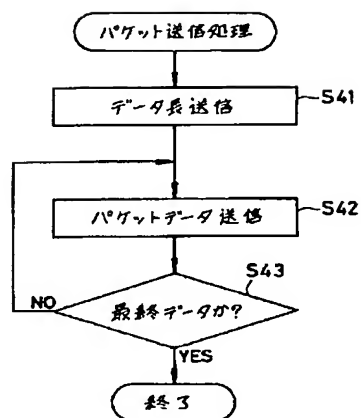 パケット送信処理
データ長送信
S41
パケットデータ送信
S42
S43
最終データか?
NO
YES
終了